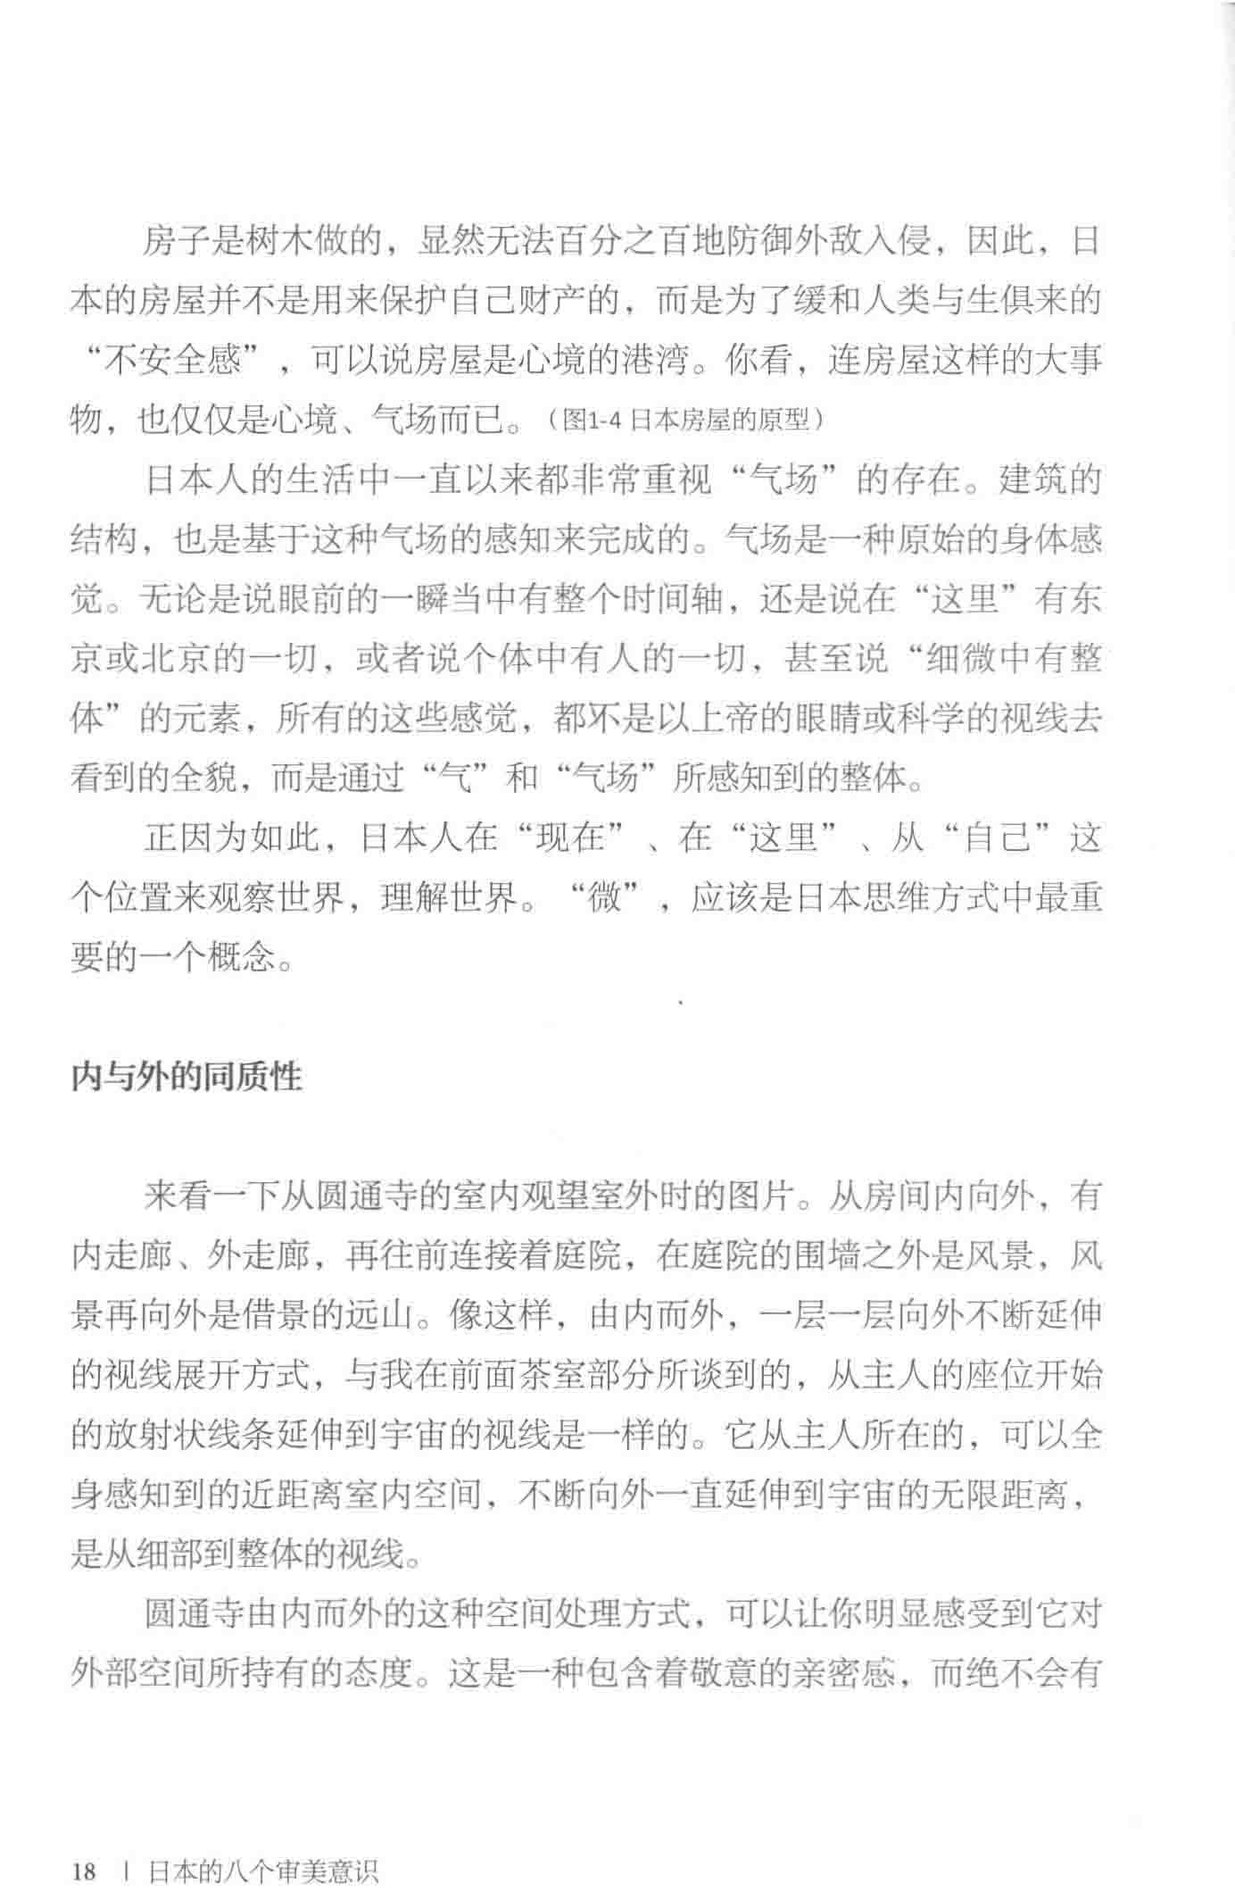 房子是树木做的，显然无法百分之百地防御外敌入侵，因此，日
本的房屋并不是用来保护自己财产的，而是为了缓和人类与生俱来的
“不安全感”，可以说房屋是心境的港湾。你看，连房屋这样的大事
物，也仅仅是心境、气场而已。（图1-4 日本房屋的原型）
日本人的生活中一直以来都非常重视“气场”的存在。建筑的
结构，也是基于这种气场的感知来完成的。气场是一种原始的身体感
觉。无论是说眼前的一瞬当中有整个时间轴，还是说在“这里”有东
京或北京的一切，或者说个体中有人的一切，甚至说“细微中有整
体”的元素，所有的这些感觉，都不是以上帝的眼睛或科学的视线去
看到的全貌，而是通过“气”和“气场”所感知到的整体。
正因为如此，日本人在“现在”、在“这里”、从“自己”这
个位置来观察世界，理解世界。“微”，应该是日本思维方式中最重
要的一个概念。
内与外的同质性
来看一下从圆通寺的室内观望室外时的图片。从房间内向外，有
内走廊、外走廊，再往前连接着庭院，在庭院的围墙之外是风景，风
景再向外是借景的远山。像这样，由内而外，一层一层向外不断延伸
的视线展开方式，与我在前面茶室部分所谈到的，从主人的座位开始
的放射状线条延伸到宇宙的视线是一样的。它从主人所在的，可以全
身感知到的近距离室内空间，不断向外一直延伸到宇宙的无限距离，
是从细部到整体的视线。
圆通寺由内而外的这种空间处理方式，可以让你明显感受到它对
外部空间所持有的态度。这是一种包含着敬意的亲密感，而绝不会有
18 | 日本的八个审美意识